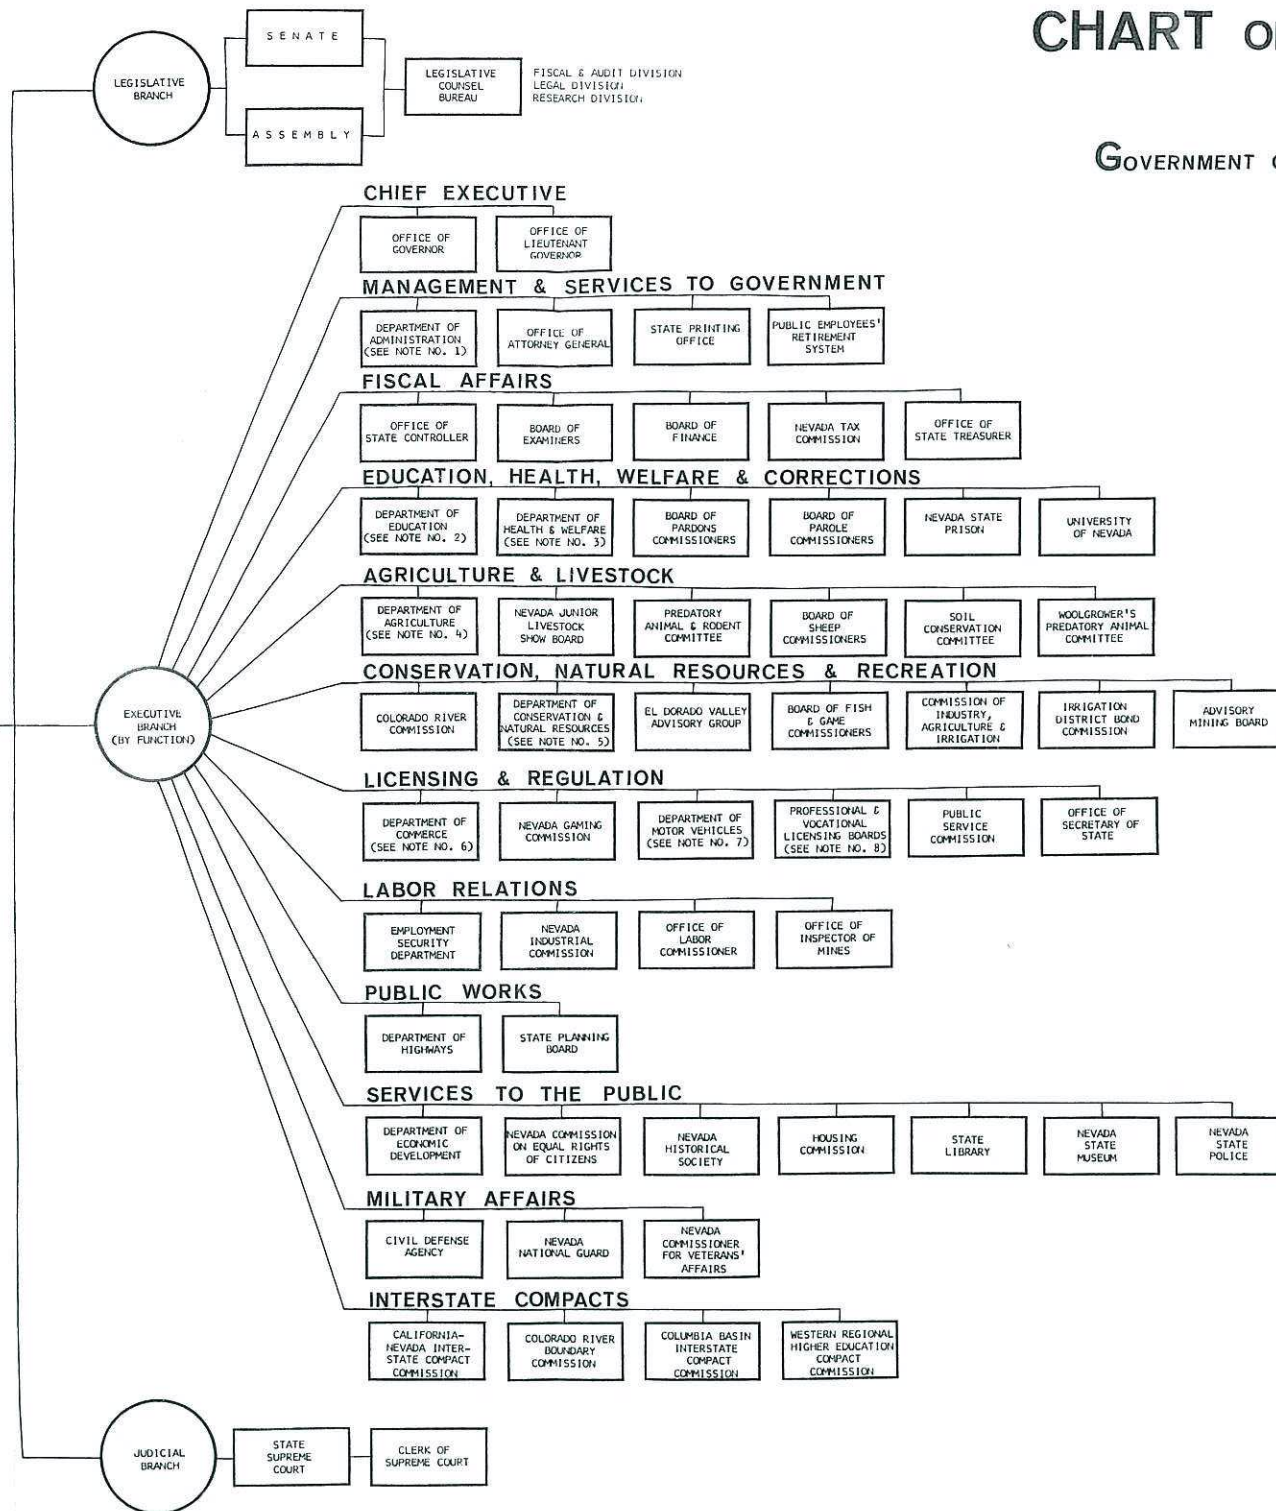 CHART
GOVERNMENT
LEGISLATIVE
BRANCH
SENATE
ASSEMBLY
LEGISLATIVE
COUNSEL
BUREAU
FISCAL & AUDIT DIVISION
LEGAL DIVISION
RESEARCH DIVISION
EXECUTIVE
BRANCH
(BY FUNCTION)
CHIEF EXECUTIVE
OFFICE OF
GOVERNOR
OFFICE OF
LIEUTENANT
GOVERNOR
MANAGEMENT & SERVICES TO GOVERNMENT
DEPARTMENT OF
ADMINISTRATION
(SEE NOTE NO. 1)
OFFICE OF
ATTORNEY GENERAL
STATE PRINTING
OFFICE
PUBLIC EMPLOYEES'
RETIREMENT
SYSTEM
FISCAL AFFAIRS
OFFICE OF
STATE CONTROLLER
BOARD OF
EXAMINERS
BOARD OF
FINANCE
NEVADA TAX
COMMISSION
OFFICE OF
STATE TREASURER
EDUCATION, HEALTH, WELFARE & CORRECTIONS
DEPARTMENT OF
EDUCATION
(SEE NOTE NO. 2)
DEPARTMENT OF
HEALTH & WELFARE
(SEE NOTE NO. 3)
BOARD OF
PARDONS
COMMISSIONERS
BOARD OF
PAROLE
COMMISSIONERS
NEVADA STATE
PRISON
UNIVERSITY
OF NEVADA
AGRICULTURE & LIVESTOCK
DEPARTMENT OF
AGRICULTURE
(SEE NOTE NO. 4)
NEVADA JUNIOR
LIVESTOCK
SHOW BOARD
PREDATORY
ANIMAL & RODENT
COMMITTEE
BOARD OF
SHEEP
COMMISSIONERS
SOIL
CONSERVATION
COMMITTEE
WOOLGROWER'S
PREDATORY ANIMAL
COMMITTEE
CONSERVATION, NATURAL RESOURCES & RECREATION
COLORADO RIVER
COMMISSION
DEPARTMENT OF
CONSERVATION &
NATURAL RESOURCES
(SEE NOTE NO. 5)
EL DORADO VALLEY
ADVISORY GROUP
BOARD OF FISH
& GAME
COMMISSIONERS
COMMISSION OF
INDUSTRY,
AGRICULTURE &
IRRIGATION
IRRIGATION
DISTRICT BOND
COMMISSION
ADVISORY
MINING BOARD
LICENSING & REGULATION
DEPARTMENT OF
COMMERCE
(SEE NOTE NO. 6)
NEVADA GAMING
COMMISSION
DEPARTMENT OF
MOTOR VEHICLES
(SEE NOTE NO. 7)
PROFESSIONAL &
VOCATIONAL
LICENSING BOARDS
(SEE NOTE NO. 8)
PUBLIC
SERVICE
COMMISSION
OFFICE OF
SECRETARY OF
STATE
LABOR RELATIONS
EMPLOYMENT
SECURITY
DEPARTMENT
NEVADA
INDUSTRIAL
COMMISSION
OFFICE OF
LABOR
COMMISSIONER
OFFICE OF
INSPECTOR OF
MINES
PUBLIC WORKS
DEPARTMENT OF
HIGHWAYS
STATE PLANNING
BOARD
SERVICES TO THE PUBLIC
DEPARTMENT OF
ECONOMIC
DEVELOPMENT
NEVADA COMMISSION
ON EQUAL RIGHTS
OF CITIZENS
NEVADA
HISTORICAL
SOCIETY
HOUSING
COMMISSION
STATE
LIBRARY
NEVADA
STATE
MUSEUM
NEVADA
STATE
POLICE
MILITARY AFFAIRS
CIVIL DEFENSE
AGENCY
NEVADA
NATIONAL GUARD
NEVADA
COMMISSIONER
FOR VETERANS'
AFFAIRS
INTERSTATE COMPACTS
CALIFORNIA-
NEVADA INTER-
STATE COMPACT
COMMISSION
COLORADO RIVER
BOUNDARY
COMMISSION
COLUMBIA BASIN
INTERSTATE
COMPACT
COMMISSION
WESTERN REGIONAL
HIGHER EDUCATION
COMPACT
COMMISSION
JUDICIAL
BRANCH
STATE
SUPREME
COURT
CLERK OF
SUPREME COURT